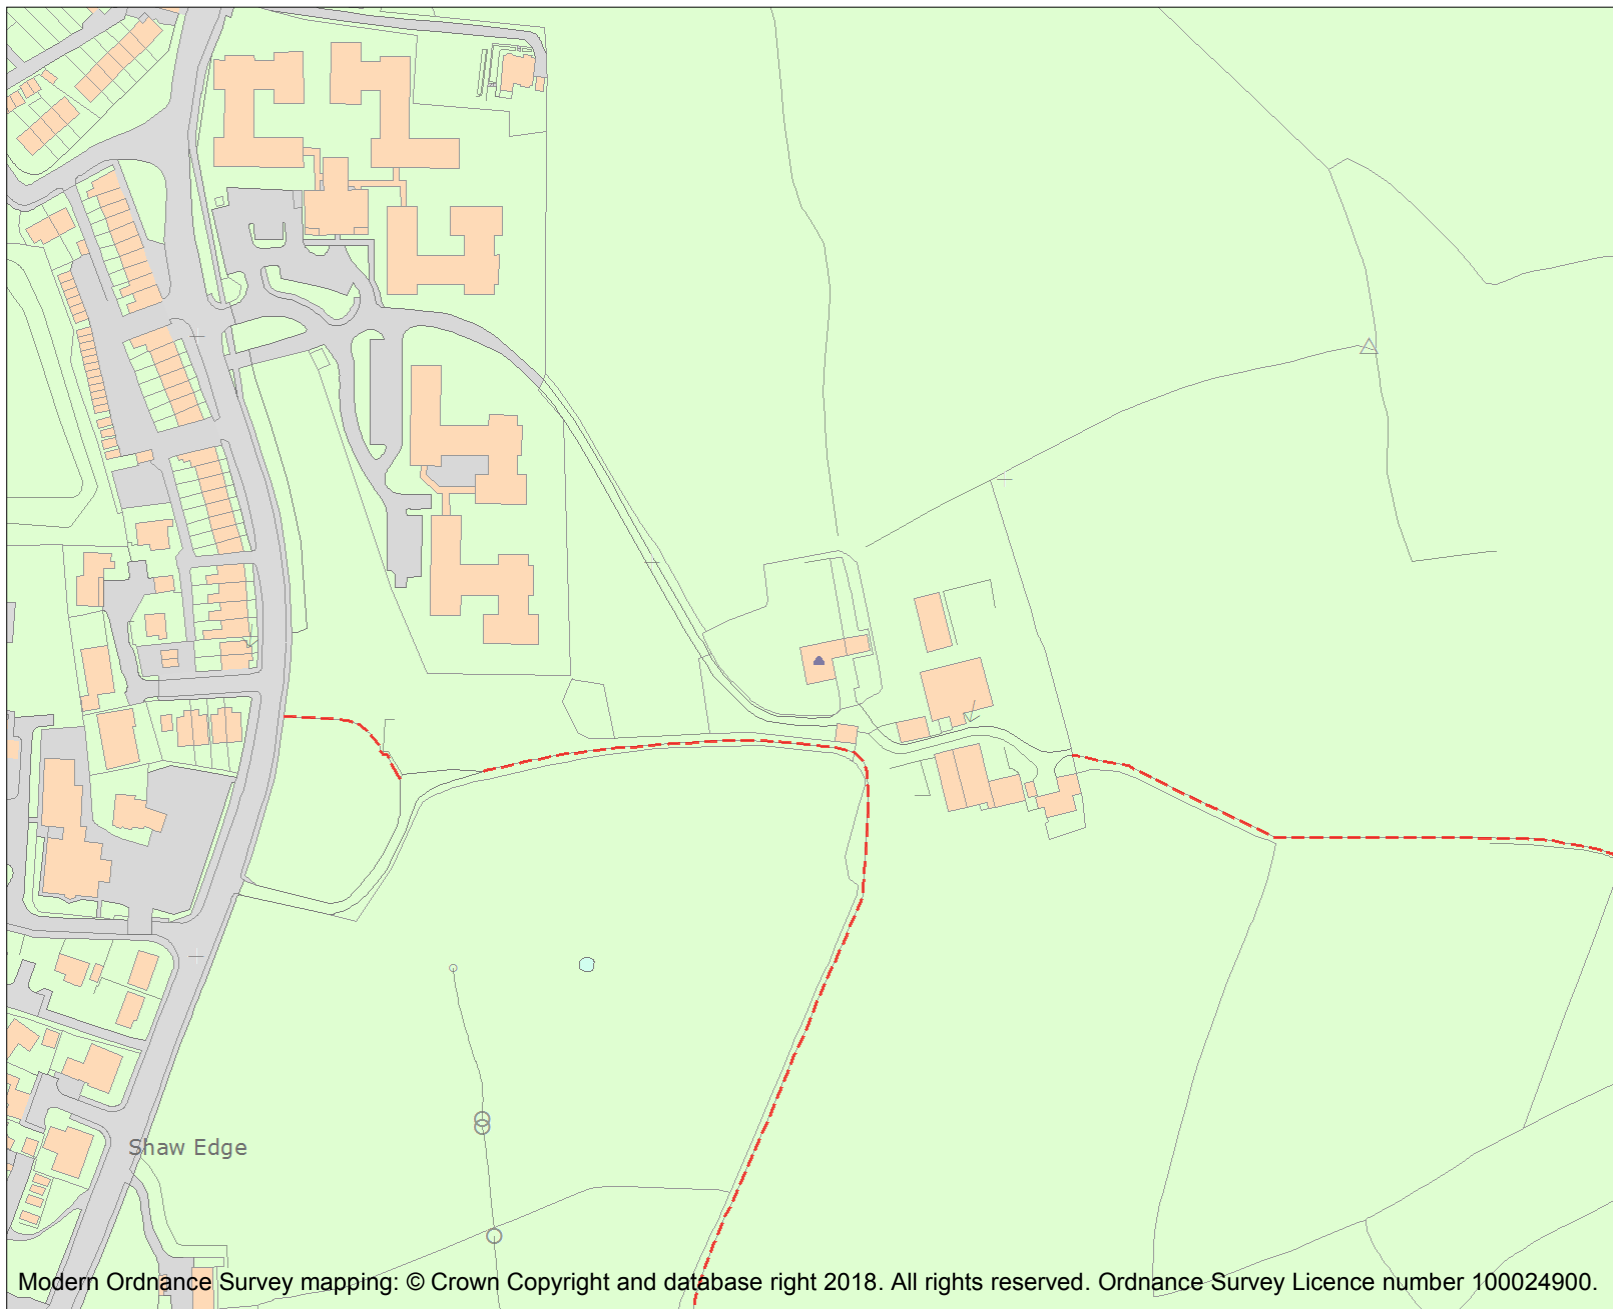 Shaw Edge
Modern Ordnance Survey mapping: © Crown Copyright and database right 2018. All rights reserved. Ordnance Survey Licence number 100024900.